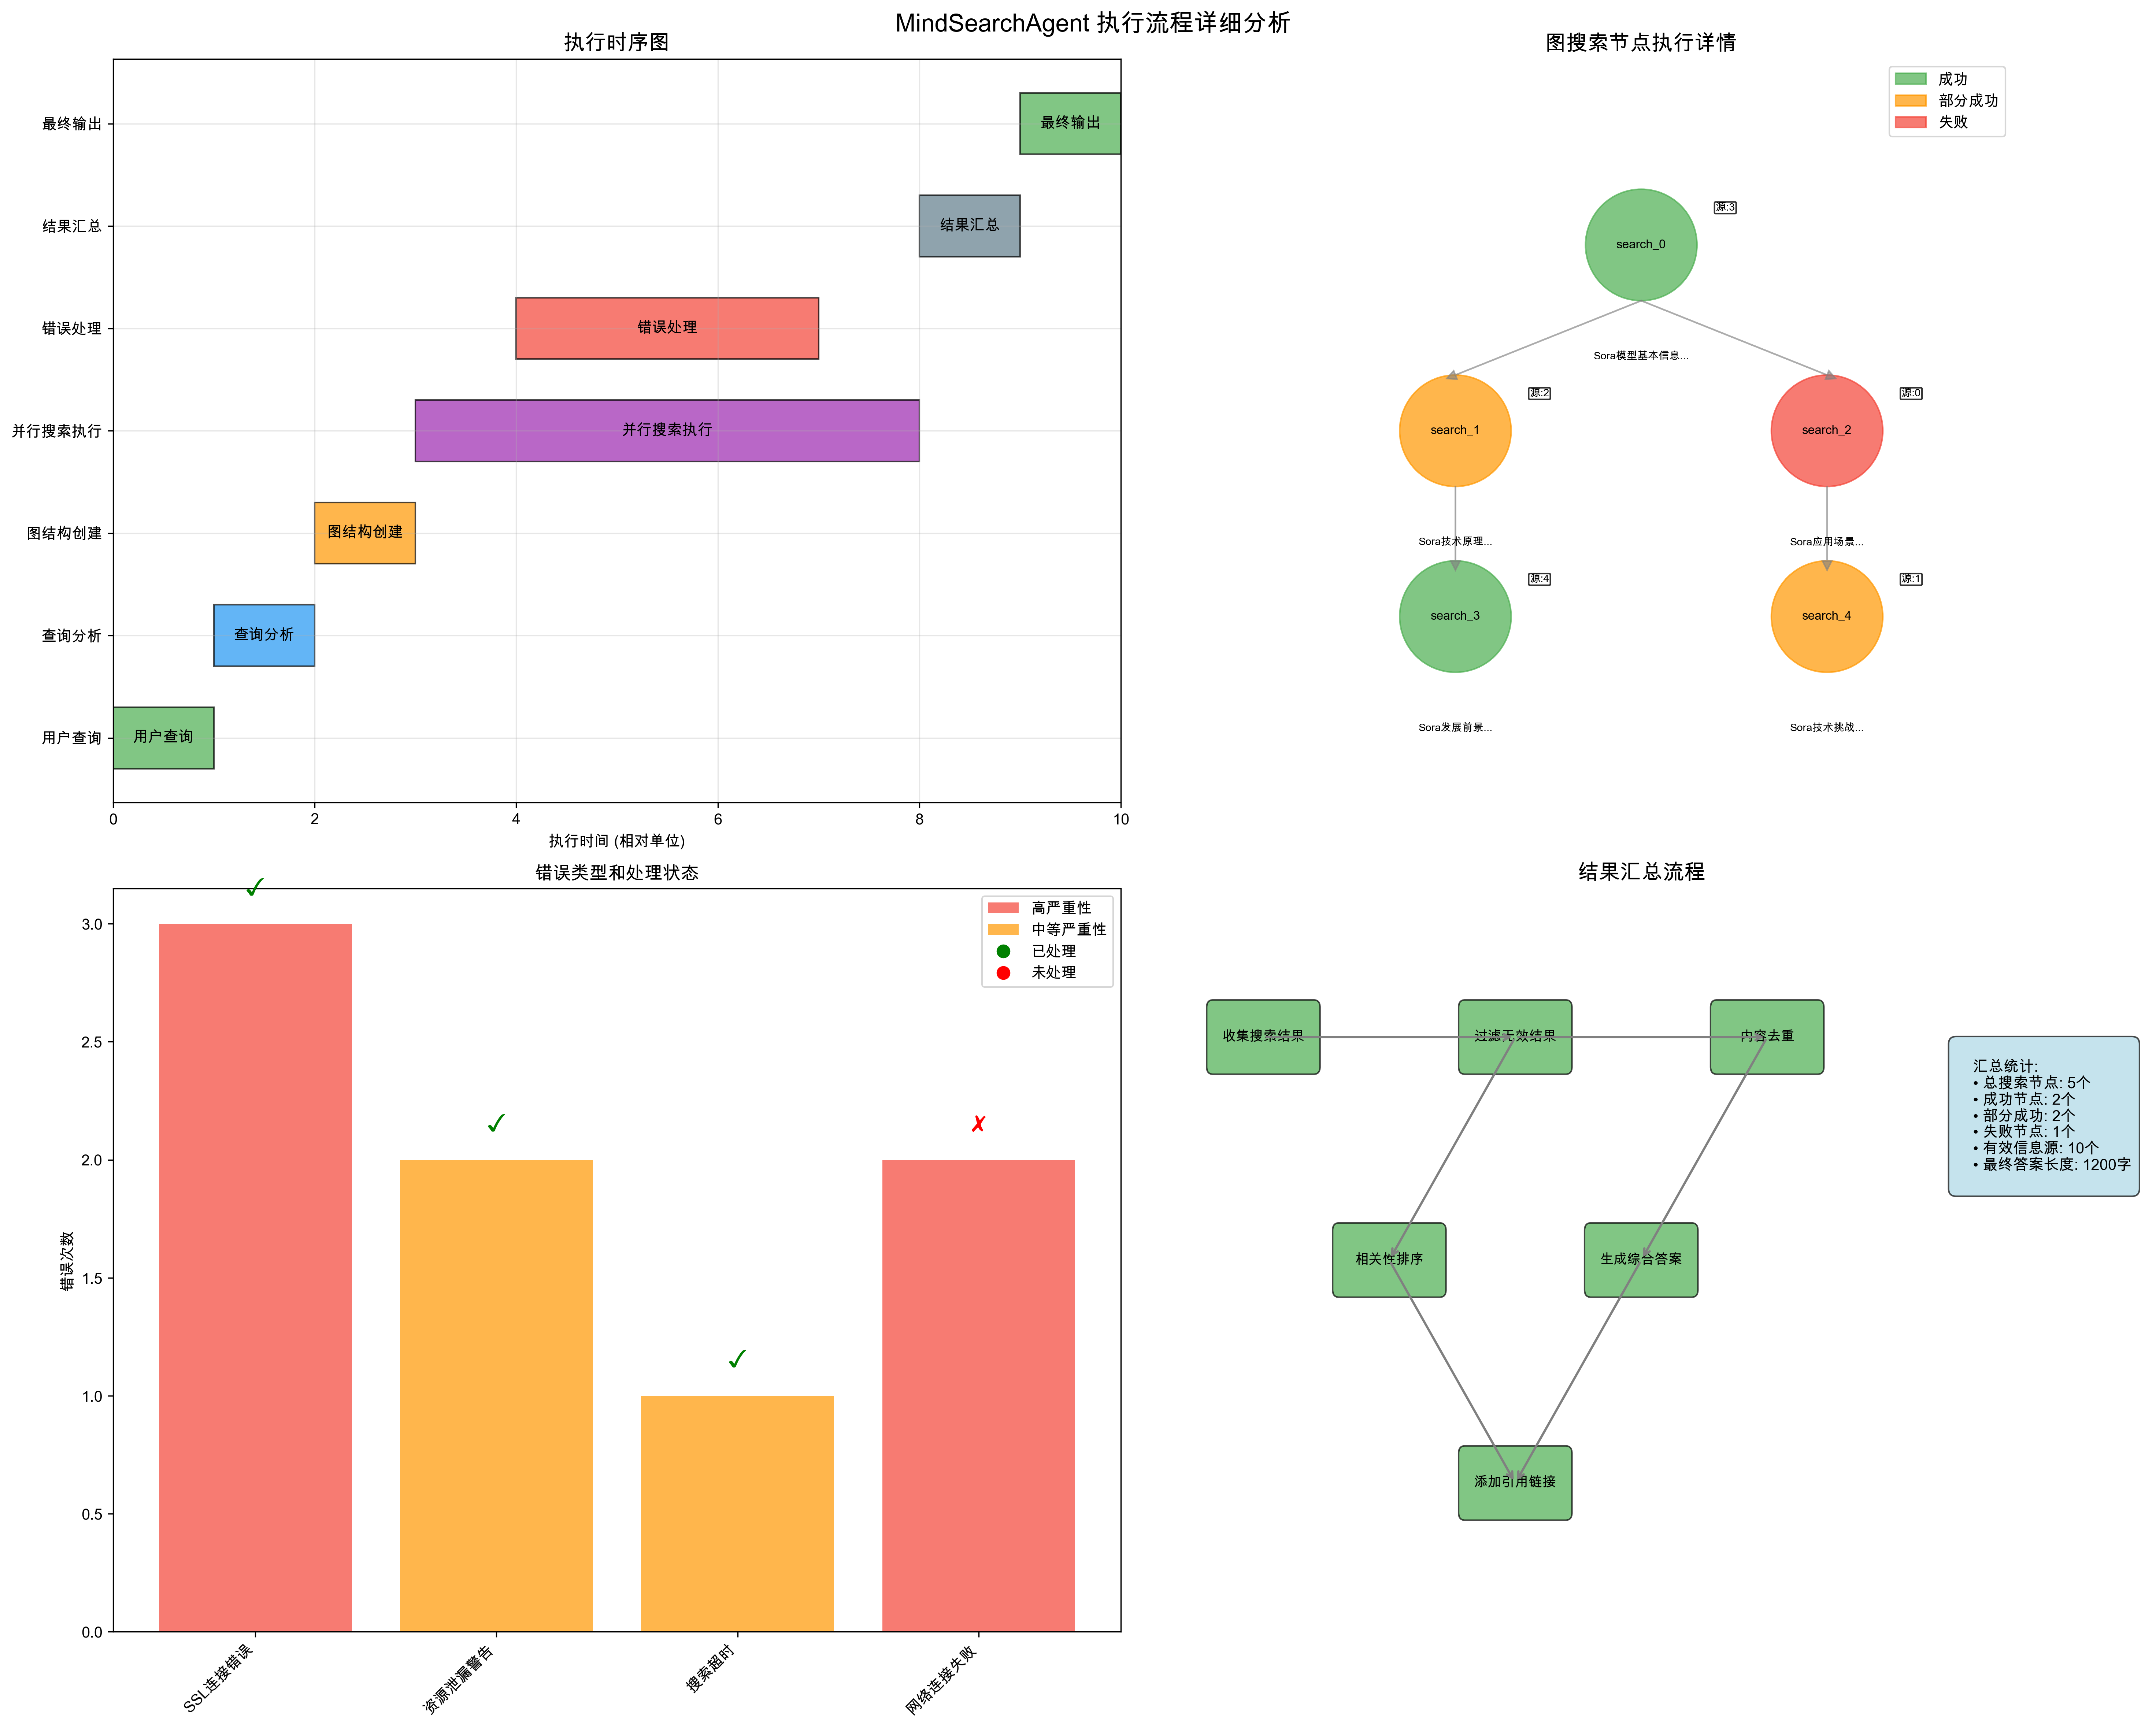 MindSearchAgent 执行流程详细分析
执行时序图
最终输出
结果汇总
错误处理
并行搜索执行
图结构创建
查询分析
用户查询
最终输出
结果汇总
错误处理
并行搜索执行
图结构创建
查询分析
用户查询
0 2 4 6 8 10
执行时间 (相对单位)
图搜索节点执行详情
成功
部分成功
失败
源:3
search_0
Sora模型基本信息...
源:2
search_1
源:0
search_2
Sora技术原理...
Sora应用场景...
源:4
search_3
源:1
search_4
Sora发展前景...
Sora技术挑战...
错误类型和处理状态
✓
✓
✓
✗
高严重性
中等严重性
已处理
未处理
错误次数
3.0
2.5
2.0
1.5
1.0
0.5
0.0
SSL连接错误
资源泄漏警告
搜索超时
网络连接失败
结果汇总流程
收集搜索结果
过滤无效结果
内容去重
相关性排序
生成综合答案
添加引用链接
汇总统计:
• 总搜索节点: 5个
• 成功节点: 2个
• 部分成功: 2个
• 失败节点: 1个
• 有效信息源: 10个
• 最终答案长度: 1200字